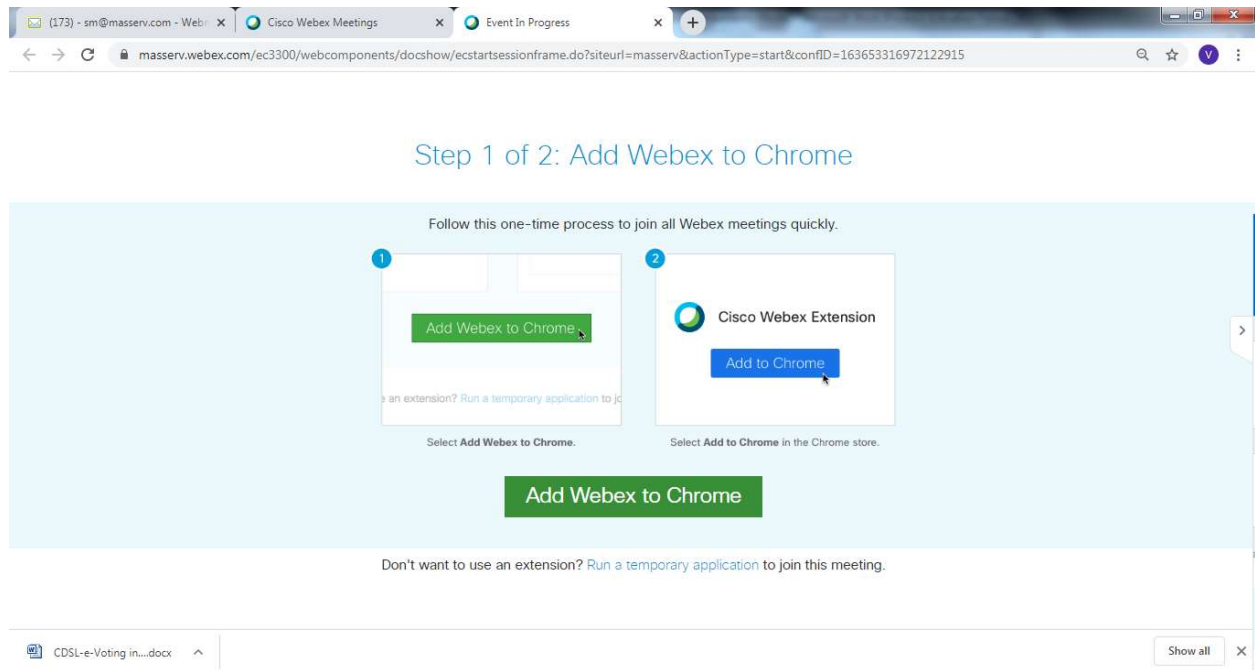 (173) - sm@masserv.com - Web
Cisco Webex Meetings
Event In Progress
masserv.webex.com/ec3300/webcomponents/docshow/ecstartsessionframe.do?siteurl=masserv&actionType=start&confID=163653316972122915
V
Step 1 of 2: Add Webex to Chrome
Follow this one-time process to join all Webex meetings quickly.
1
2
Cisco Webex Extension
Add Webex to Chrome
Add to Chrome
e an extension? Run a temporary application to jo
Select Add Webex to Chrome.
Select Add to Chrome in the Chrome store.
Add Webex to Chrome
Don't want to use an extension? Run a temporary application to join this meeting.
CDSL-e-Voting in....docx
Show all